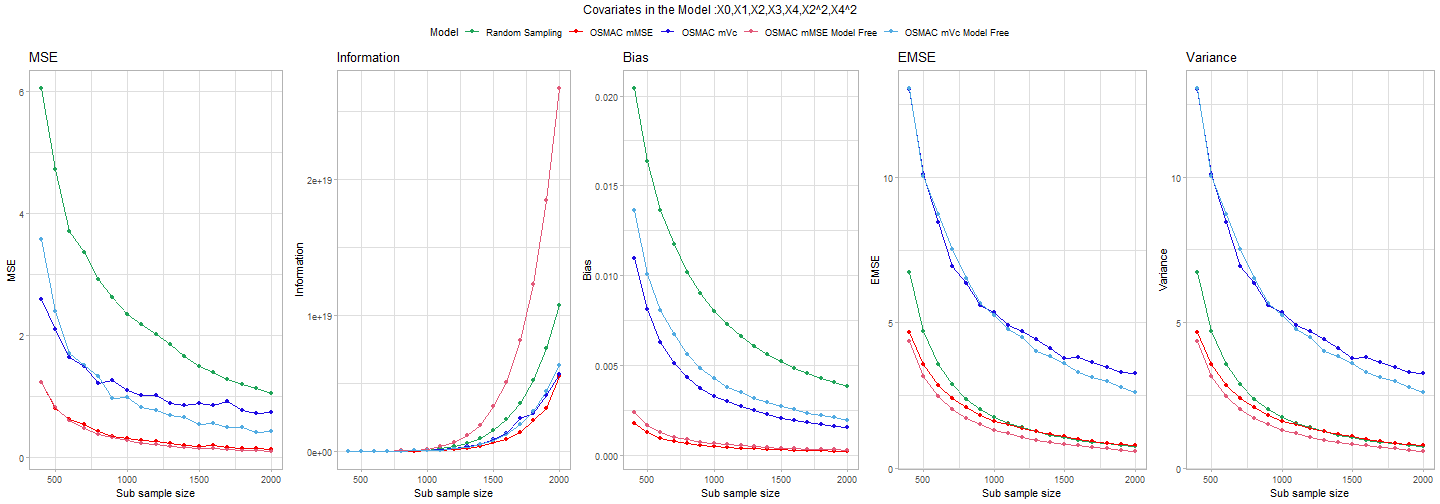 Covariates in the Model :X0,X1,X2,X3,X4,X2^2,X4^2
Model Random Sampling OSMAC mMSE OSMAC mVc OSMAC mMSE Model Free OSMAC mVc Model Free
MSE
MSE
6
4
2
0
500 1000 1500 2000
Sub sample size
Information
Information
2e+19
1e+19
0e+00
500 1000 1500 2000
Sub sample size
Bias
Bias
0.020
0.015
0.010
0.005
0.000
500 1000 1500 2000
Sub sample size
EMSE
EMSE
10
5
0
500 1000 1500 2000
Sub sample size
Variance
Variance
10
5
0
500 1000 1500 2000
Sub sample size